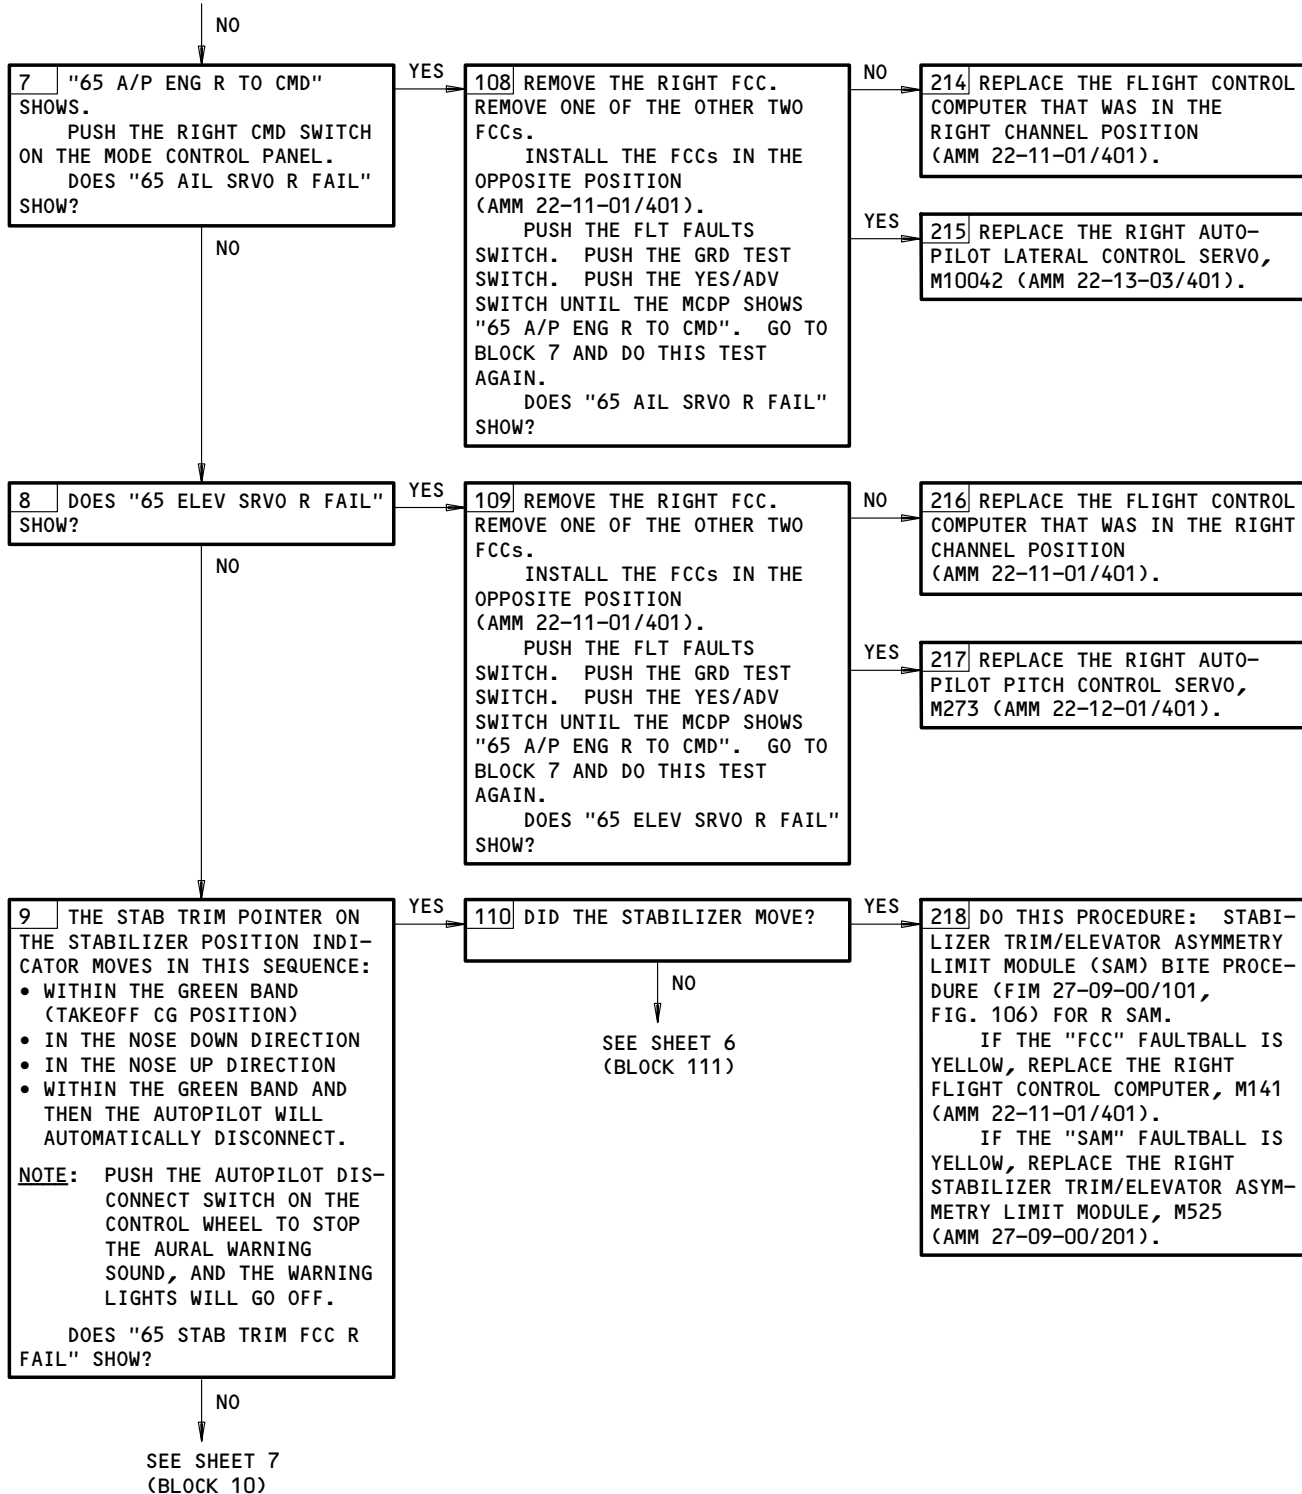 NO
7 "65 A/P ENG R TO CMD"
SHOWS.
PUSH THE RIGHT CMD SWITCH
ON THE MODE CONTROL PANEL.
DOES "65 AIL SRVO R FAIL"
SHOW?
YES
108 REMOVE THE RIGHT FCC.
REMOVE ONE OF THE OTHER TWO
FCCs.
INSTALL THE FCCs IN THE
OPPOSITE POSITION
(AMM 22-11-01/401).
PUSH THE FLT FAULTS
SWITCH. PUSH THE GRD TEST
SWITCH. PUSH THE YES/ADV
SWITCH UNTIL THE MCDP SHOWS
"65 A/P ENG R TO CMD". GO TO
BLOCK 7 AND DO THIS TEST
AGAIN.
DOES "65 AIL SRVO R FAIL"
SHOW?
NO
214 REPLACE THE FLIGHT CONTROL
COMPUTER THAT WAS IN THE
RIGHT CHANNEL POSITION
(AMM 22-11-01/401).
YES
215 REPLACE THE RIGHT AUTO-
PILOT LATERAL CONTROL SERVO,
M10042 (AMM 22-13-03/401).
NO
8 DOES "65 ELEV SRVO R FAIL"
SHOW?
YES
109 REMOVE THE RIGHT FCC.
REMOVE ONE OF THE OTHER TWO
FCCs.
INSTALL THE FCCs IN THE
OPPOSITE POSITION
(AMM 22-11-01/401).
PUSH THE FLT FAULTS
SWITCH. PUSH THE GRD TEST
SWITCH. PUSH THE YES/ADV
SWITCH UNTIL THE MCDP SHOWS
"65 A/P ENG R TO CMD". GO TO
BLOCK 7 AND DO THIS TEST
AGAIN.
DOES "65 ELEV SRVO R FAIL"
SHOW?
NO
216 REPLACE THE FLIGHT CONTROL
COMPUTER THAT WAS IN THE RIGHT
CHANNEL POSITION
(AMM 22-11-01/401).
YES
217 REPLACE THE RIGHT AUTO-
PILOT PITCH CONTROL SERVO,
M273 (AMM 22-12-01/401).
NO
9 THE STAB TRIM POINTER ON
THE STABILIZER POSITION INDI-
CATOR MOVES IN THIS SEQUENCE:
• WITHIN THE GREEN BAND
(TAKEOFF CG POSITION)
• IN THE NOSE DOWN DIRECTION
• IN THE NOSE UP DIRECTION
• WITHIN THE GREEN BAND AND
THEN THE AUTOPILOT WILL
AUTOMATICALLY DISCONNECT.
NOTE: PUSH THE AUTOPILOT DIS-
CONNECT SWITCH ON THE
CONTROL WHEEL TO STOP
THE AURAL WARNING
SOUND, AND THE WARNING
LIGHTS WILL GO OFF.
DOES "65 STAB TRIM FCC R
FAIL" SHOW?
YES
110 DID THE STABILIZER MOVE?
NO
SEE SHEET 6
(BLOCK 111)
YES
218 DO THIS PROCEDURE: STABI-
LIZER TRIM/ELEVATOR ASYMMETRY
LIMIT MODULE (SAM) BITE PROCE-
DURE (FIM 27-09-00/101,
FIG. 106) FOR R SAM.
IF THE "FCC" FAULTBALL IS
YELLOW, REPLACE THE RIGHT
FLIGHT CONTROL COMPUTER, M141
(AMM 22-11-01/401).
IF THE "SAM" FAULTBALL IS
YELLOW, REPLACE THE RIGHT
STABILIZER TRIM/ELEVATOR ASYM-
METRY LIMIT MODULE, M525
(AMM 27-09-00/201).
NO
SEE SHEET 7
(BLOCK 10)